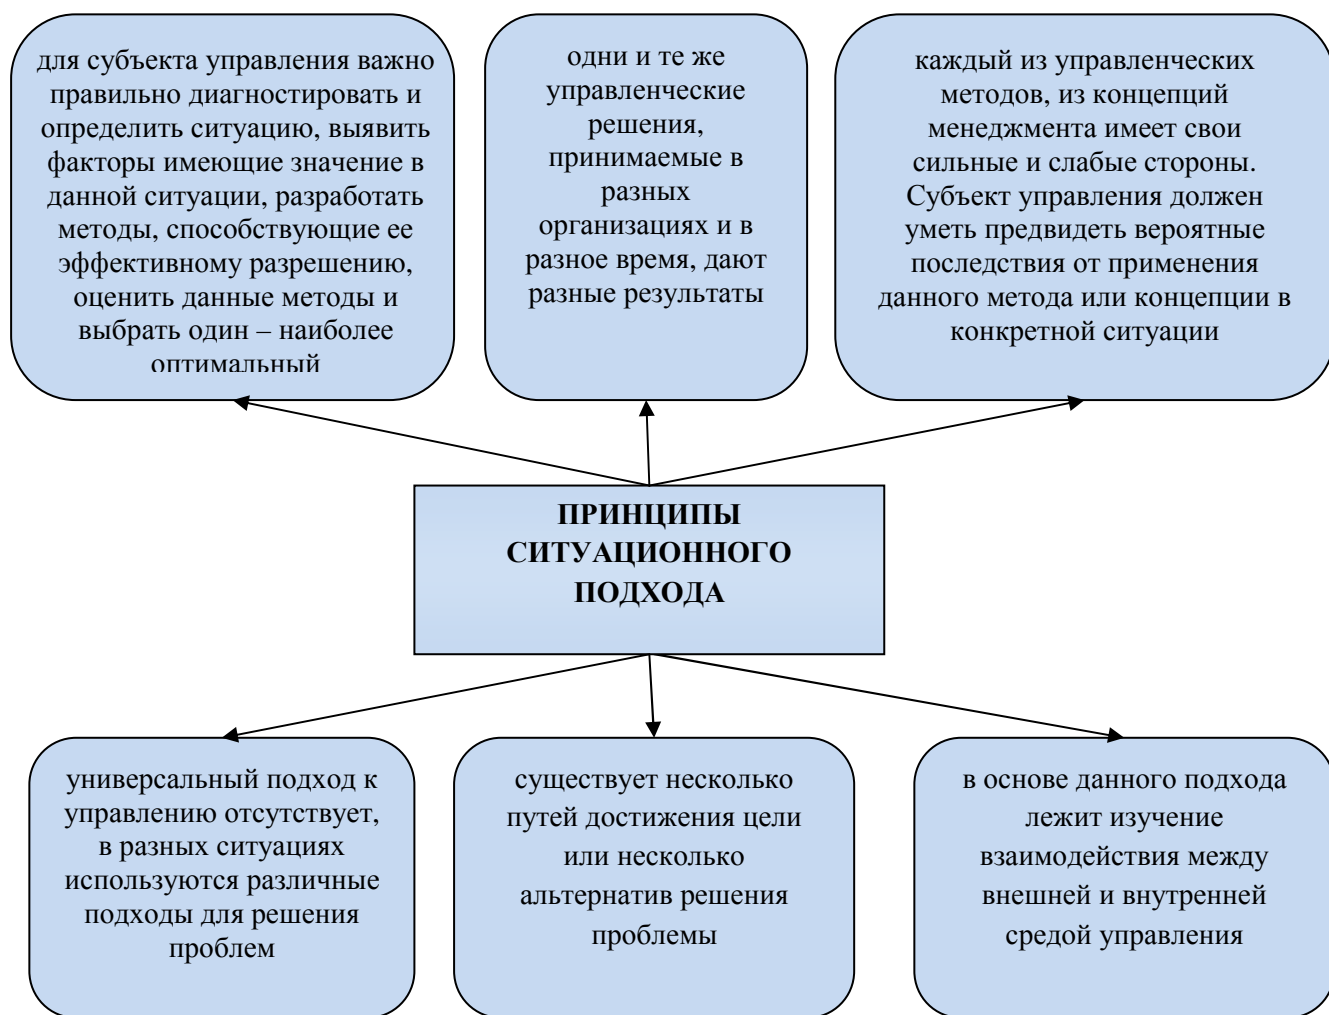 для субъекта управления важно
правильно диагностировать и
определить ситуацию, выявить
факторы имеющие значение в
данной ситуации, разработать
методы, способствующие ее
эффективному разрешению,
оценить данные методы и
выбрать один – наиболее
оптимальный
одни и те же
управленческие
решения,
принимаемые в
разных
организациях и в
разное время, дают
разные результаты
каждый из управленческих
методов, из концепций
менеджмента имеет свои
сильные и слабые стороны.
Субъект управления должен
уметь предвидеть вероятные
последствия от применения
данного метода или концепции в
конкретной ситуации
ПРИНЦИПЫ
СИТУАЦИОННОГО
ПОДХОДА
универсальный подход к
управлению отсутствует,
в разных ситуациях
используются различные
подходы для решения
проблем
существует несколько
путей достижения цели
или несколько
альтернатив решения
проблемы
в основе данного подхода
лежит изучение
взаимодействия между
внешней и внутренней
средой управления